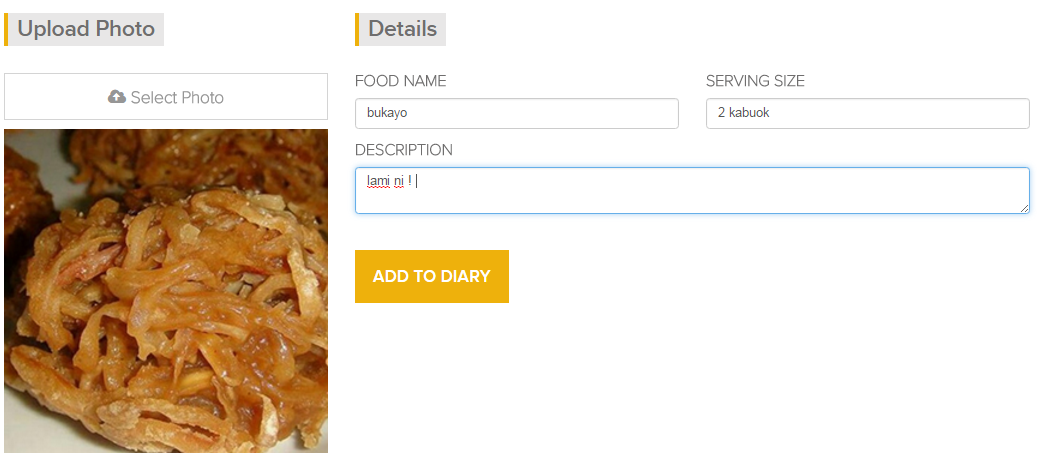 Upload Photo
Details
Select Photo
FOOD NAME
SERVING SIZE
bukayo
2 kabuok
DESCRIPTION
lami ni !
ADD TO DIARY